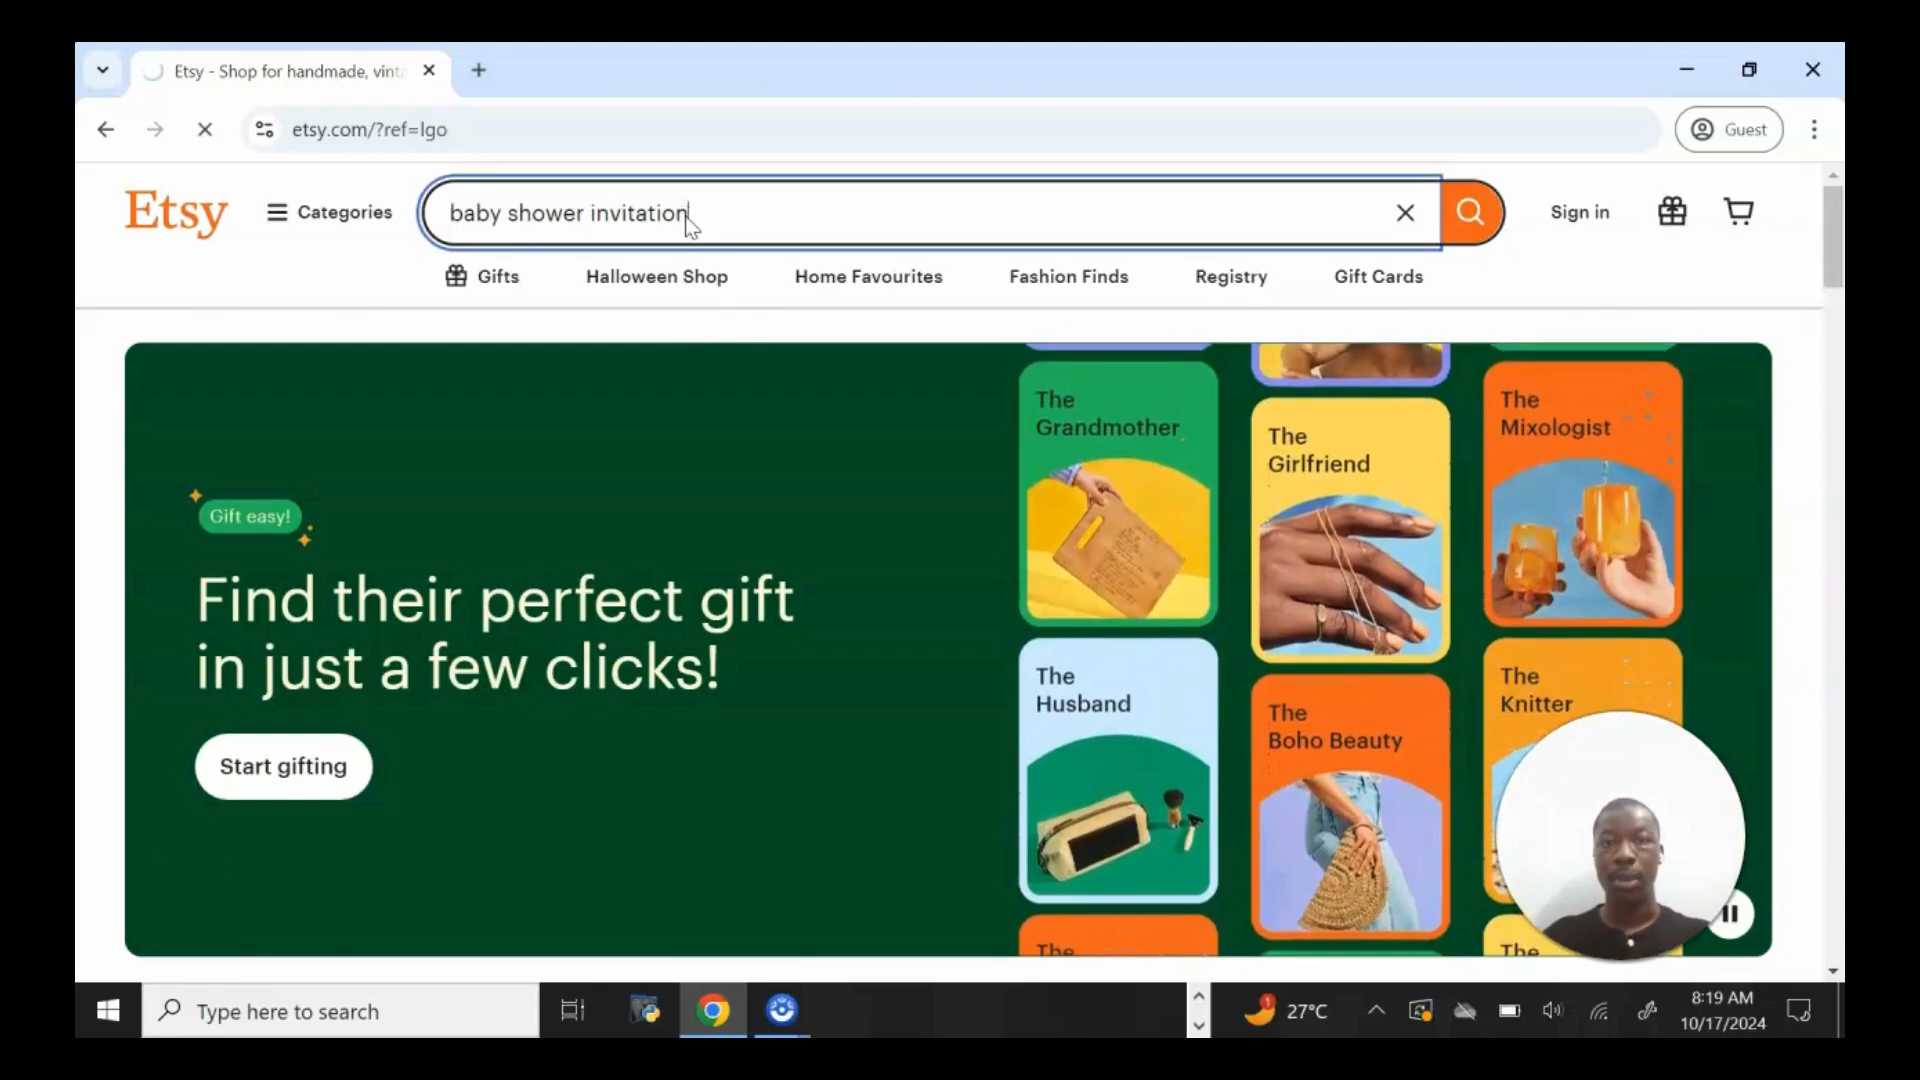 Etsy - Shop for handmade, vint
etsy.com/?ref=lgo
Guest
Etsy
Categories
baby shower invitation
Sign in
Gifts
Halloween Shop
Home Favourites
Fashion Finds
Registry
Gift Cards
Gift easy!
Find their perfect gift
in just a few clicks!
Start gifting
The
Grandmother
The
Girlfriend
The
Mixologist
The
Husband
The
Boho Beauty
The
Knitter
The
The
Type here to search
1
27°C
8:19 AM
10/17/2024